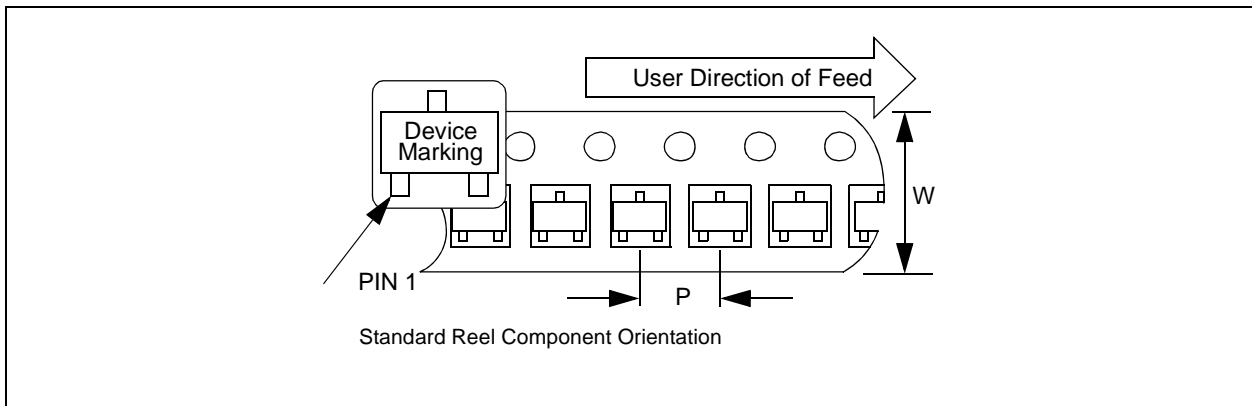 User Direction of Feed
Device
Marking
W
PIN 1
P
Standard Reel Component Orientation